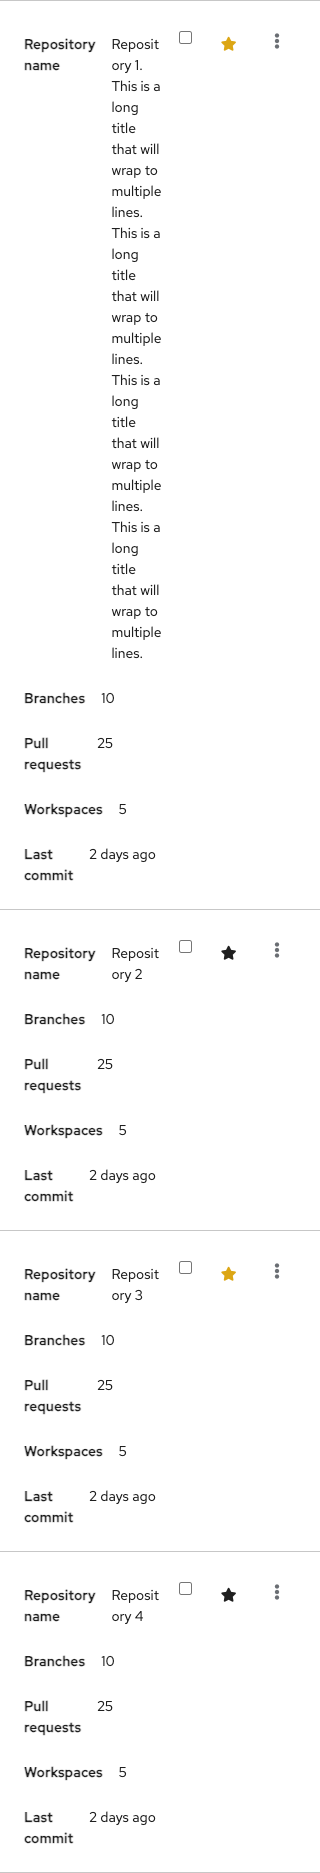 Repository name Reposit
ory 1.
This is a
long
title
that will
wrap to
multiple
lines.
This is a
long
title
that will
wrap to
multiple
lines.
This is a
long
title
that will
wrap to
multiple
lines.
This is a
long
title
that will
wrap to
multiple
lines.
Branches 10
Pull requests 25
Workspaces 5
Last commit 2 days ago
Repository name Reposit
ory 2
Branches 10
Pull requests 25
Workspaces 5
Last commit 2 days ago
Repository name Reposit
ory 3
Branches 10
Pull requests 25
Workspaces 5
Last commit 2 days ago
Repository name Reposit
ory 4
Branches 10
Pull requests 25
Workspaces 5
Last commit 2 days ago